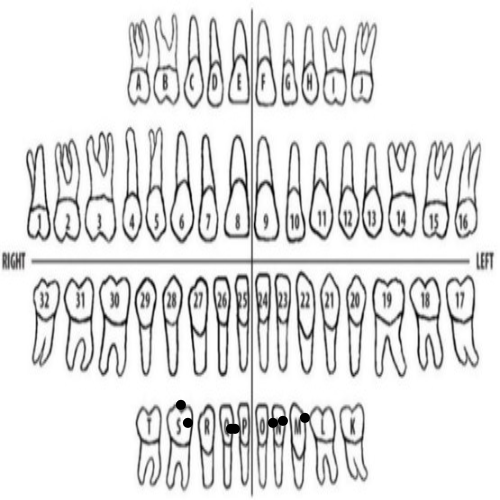 A B C D E F G H I J
1 2 3 4 5 6 7 8 9 10 11 12 13 14 15 16
RIGHT LEFT
32 31 30 29 28 27 26 25 24 23 22 21 20 19 18 17
T S R P O M L K